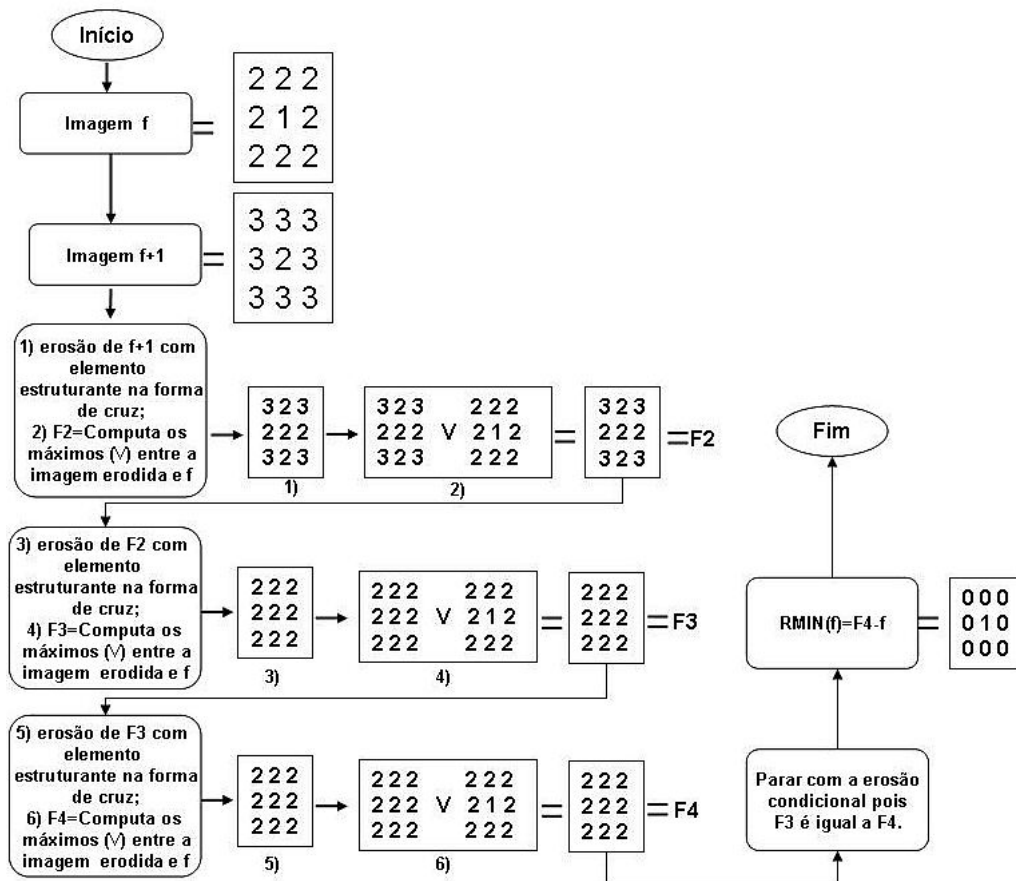 Início
Imagem f
=
2 2 2
2 1 2
2 2 2
Imagem f+1
=
3 3 3
3 2 3
3 3 3
1) erosão de f+1 com
elemento
estruturante na forma
de cruz;
2) F2=Computa os
máximos (V) entre a
imagem erodida e f
3 2 3
2 2 2
3 2 3
1)
3 2 3 2 2 2
2 2 2 V 2 1 2
3 2 3 2 2 2
2)
=
3 2 3
2 2 2
3 2 3
=F2
3) erosão de F2 com
elemento
estruturante na forma
de cruz;
4) F3=Computa os
máximos (V) entre a
imagem erodida e f
2 2 2
2 2 2
2 2 2
3)
2 2 2 2 2 2
2 2 2 V 2 1 2
2 2 2 2 2 2
4)
=
2 2 2
2 2 2
2 2 2
=F3
5) erosão de F3 com
elemento
estruturante na forma
de cruz;
6) F4=Computa os
máximos (V) entre a
imagem erodida e f
2 2 2
2 2 2
2 2 2
5)
2 2 2 2 2 2
2 2 2 V 2 1 2
2 2 2 2 2 2
6)
=
2 2 2
2 2 2
2 2 2
=F4
Parar com a erosão
condicional pois
F3 é igual a F4.
RMIN(f)=F4-f
=
0 0 0
0 1 0
0 0 0
Fim